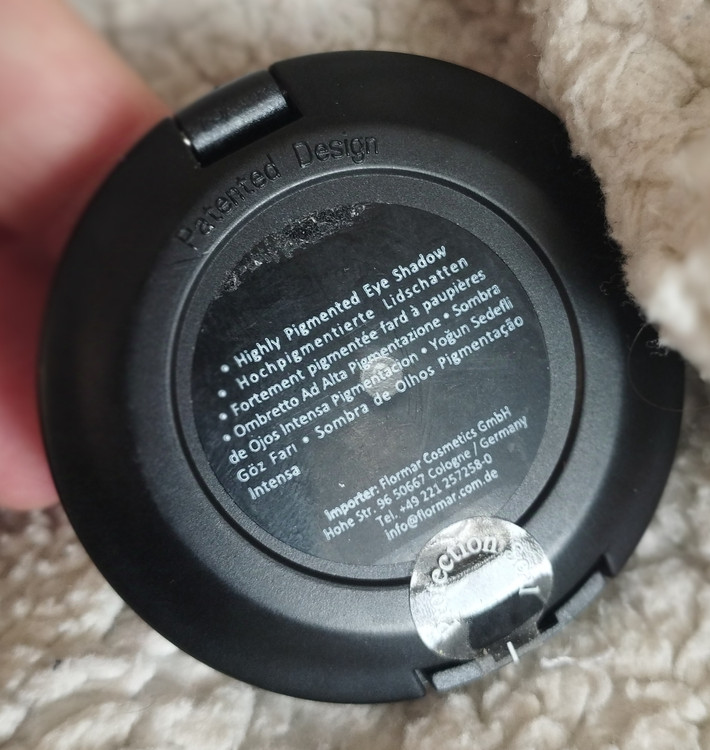 Patented Design
• Highly Pigmented Eye Shadow
• Hochpigmentierte Lidschatten
• Fortement pigmentée fard à paupières
• Ombretto Ad Alta Pigmentazione • Sombra
de Ojos Intensa Pigmentación • Yoğun Sedefli
Göz Farı • Sombra de Olhos Pigmentação
Intensa
Importer: Flormar Cosmetics GmbH
Hohe Str. 96 50667 Cologne / Germany
Tel. +49 221 257258-0
info@flormar.com.de